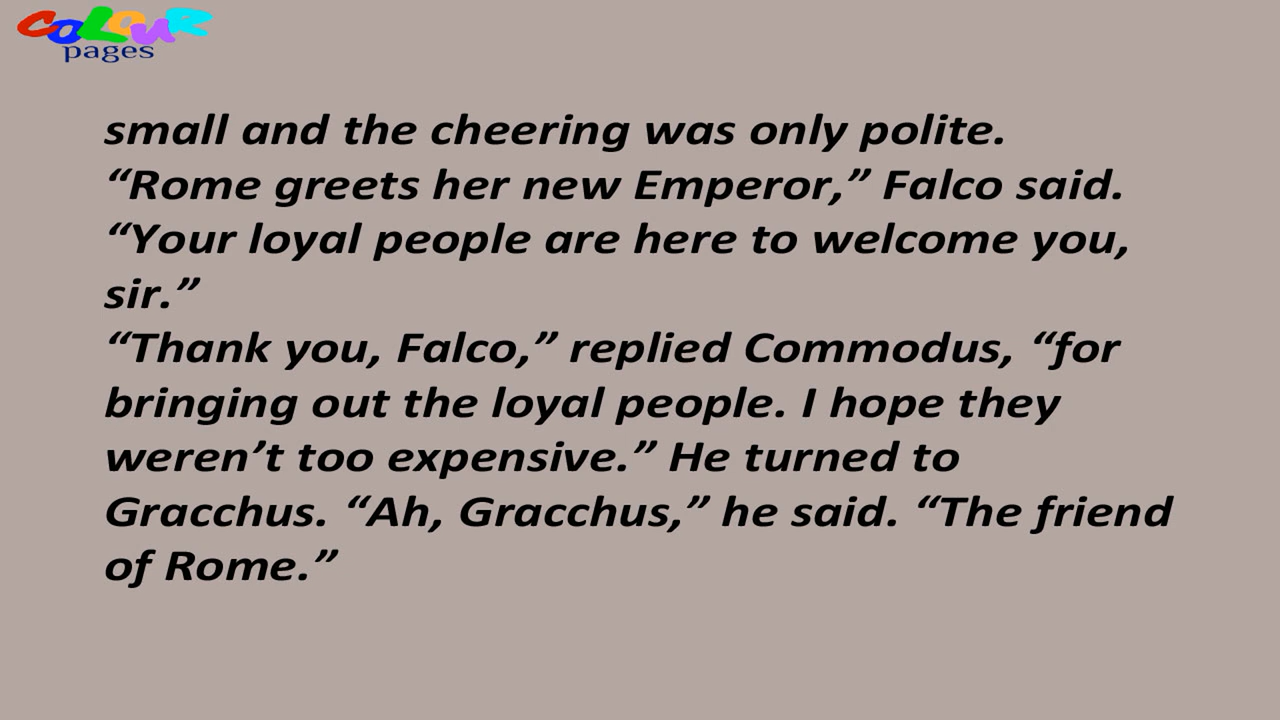 COLOUR
pages
small and the cheering was only polite.
“Rome greets her new Emperor,” Falco said.
“Your loyal people are here to welcome you,
sir.”
“Thank you, Falco,” replied Commodus, “for
bringing out the loyal people. I hope they
weren’t too expensive.” He turned to
Gracchus. “Ah, Gracchus,” he said. “The friend
of Rome.”